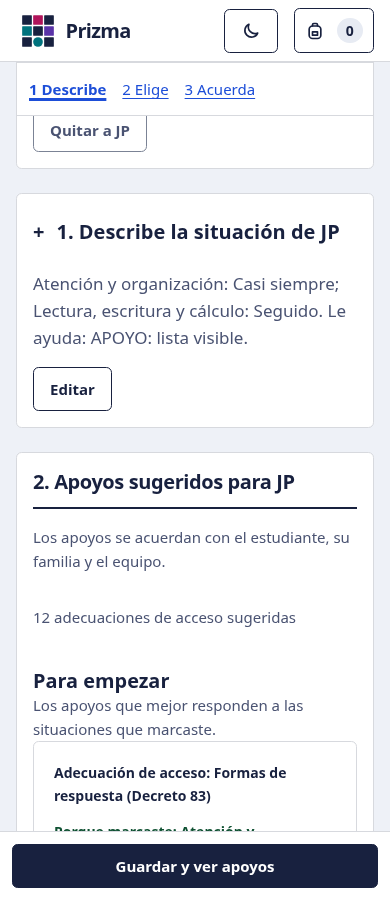 Prizma
0
1 Describe 2 Elige 3 Acuerda
Quitar a JP
+ 1. Describe la situación de JP
Atención y organización: Casi siempre;
Lectura, escritura y cálculo: Seguido. Le
ayuda: APOYO: lista visible.
Editar
2. Apoyos sugeridos para JP
Los apoyos se acuerdan con el estudiante, su
familia y el equipo.
12 adecuaciones de acceso sugeridas
Para empezar
Los apoyos que mejor responden a las
situaciones que marcaste.
Adecuación de acceso: Formas de
respuesta (Decreto 83)
Porque marcaste: Atención y
Guardar y ver apoyos